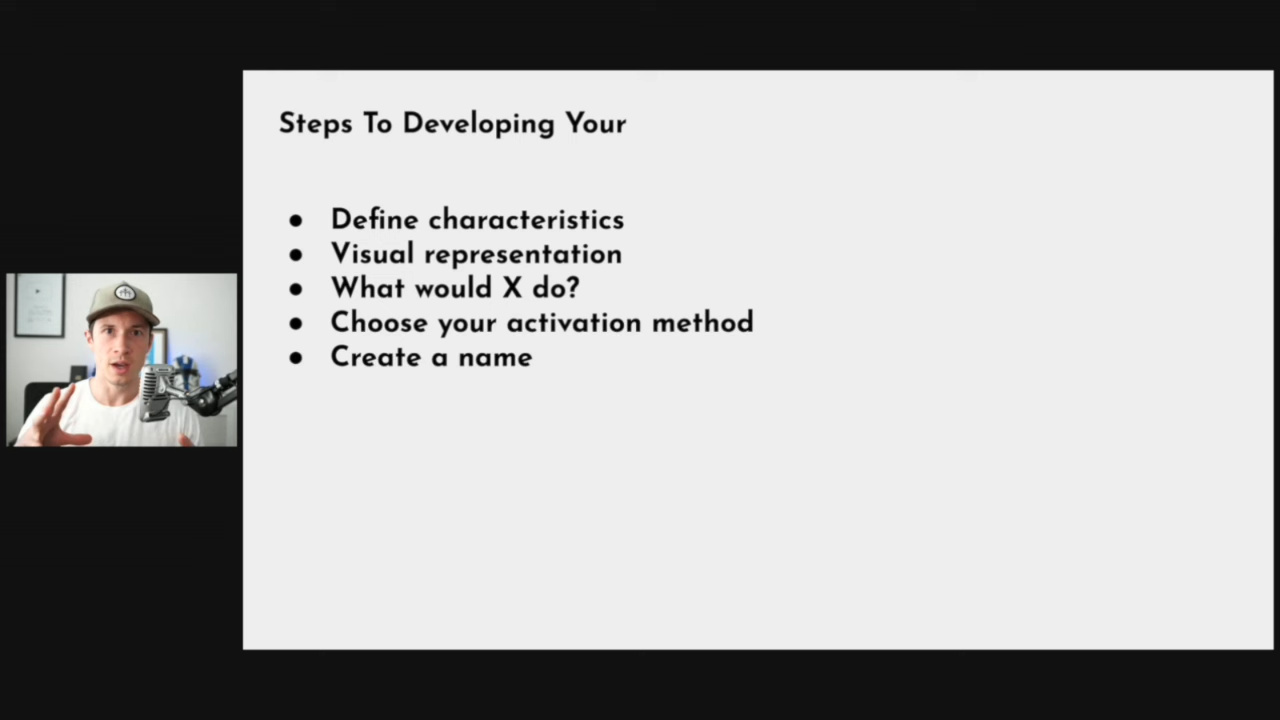 Steps To Developing Your
● Define characteristics
● Visual representation
● What would X do?
● Choose your activation method
● Create a name